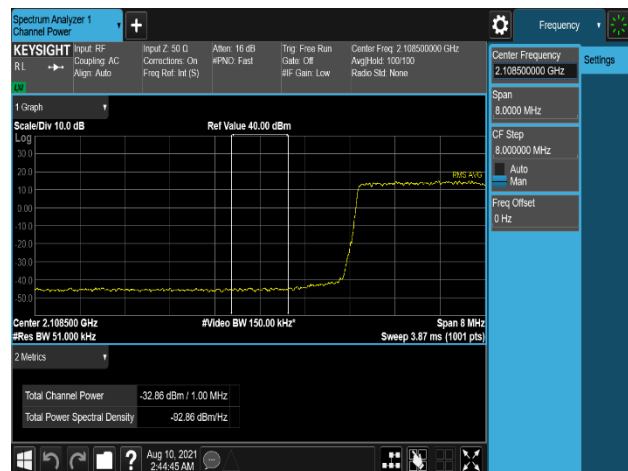 Spectrum Analyzer 1
Channel Power
+
Frequency
KEYSIGHT
R L
LXI
Input: RF
Coupling: AC
Align: Auto
Input Z: 50 Ω
Corrections: On
Freq Ref: Int (S)
Atten: 16 dB
#PNO: Fast
Trig: Free Run
Gate: Off
#IF Gain: Low
Center Freq: 2.108500000 GHz
Avg|Hold: 100/100
Radio Std: None
Center Frequency
2.108500000 GHz
Settings
Span
8.0000 MHz
CF Step
8.000000 MHz
Auto
Man
Freq Offset
0 Hz
1 Graph
Scale/Div 10.0 dB
Ref Value 40.00 dBm
Log
30.0
20.0
10.0
0.00
-10.0
-20.0
-30.0
-40.0
-50.0
RMS AVG
Center 2.108500 GHz
#Video BW 150.00 kHz*
Span 8 MHz
#Res BW 51.000 kHz
Sweep 3.87 ms (1001 pts)
2 Metrics
Total Channel Power -32.86 dBm / 1.00 MHz
Total Power Spectral Density -92.86 dBm/Hz
?
Aug 10, 2021
2:44:45 AM